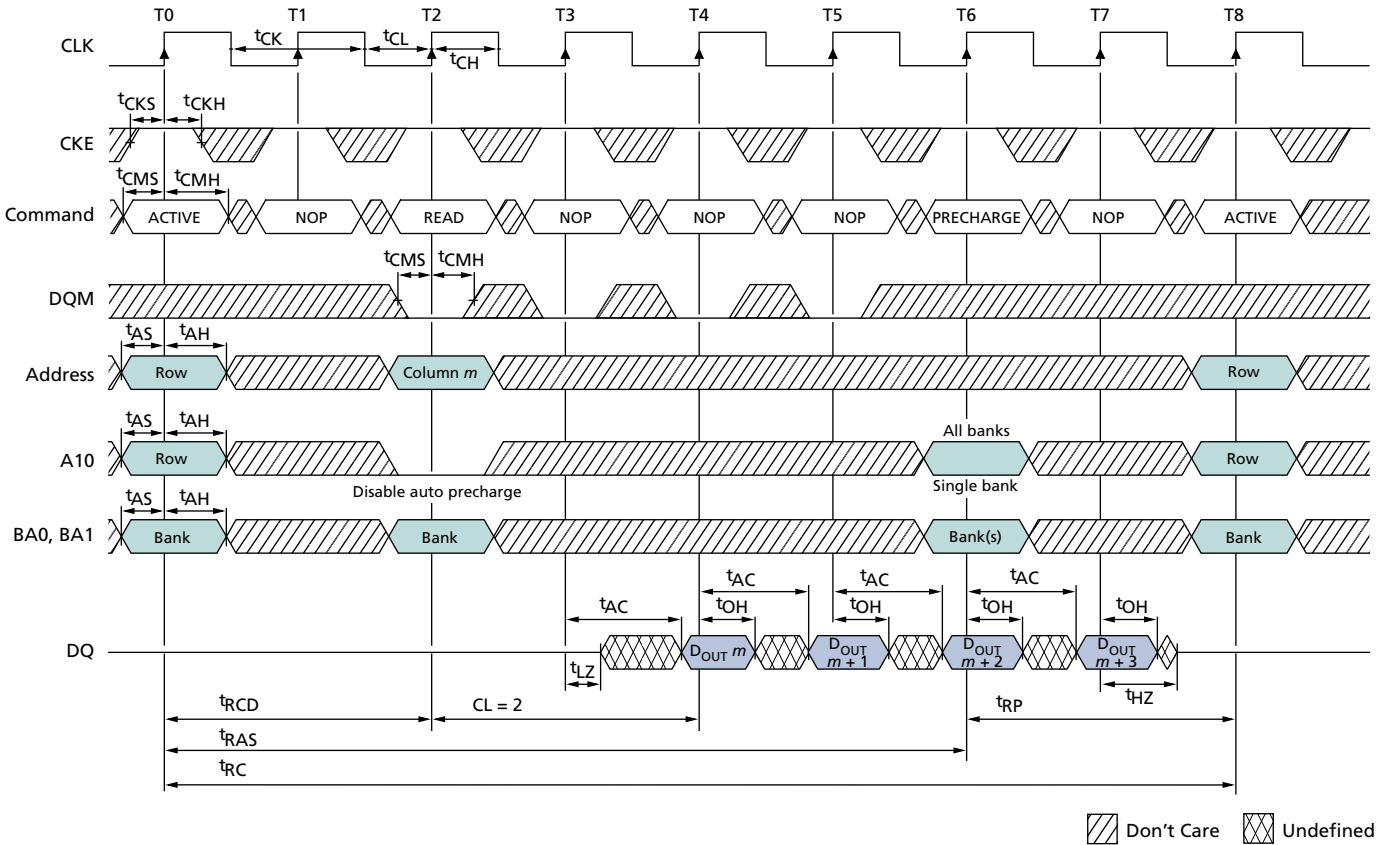 T0 T1 T2 T3 T4 T5 T6 T7 T8
CLK
tCK tCL
tCH
tCKS tCKH
CKE
tCMS tCMH
Command ACTIVE NOP READ NOP NOP NOP PRECHARGE NOP ACTIVE
tCMS tCMH
DQM
tAS tAH
Address Row Column m Row
tAS tAH All banks
A10 Row Row
Disable auto precharge Single bank
tAS tAH
BA0, BA1 Bank Bank Bank(s) Bank
tAC tAC tAC tAC
tOH tOH tOH tOH
DQ DOUT m DOUT m + 1 DOUT m + 2 DOUT m + 3
tLZ tHZ
tRCD CL = 2 tRP
tRAS
tRC
Don't Care Undefined